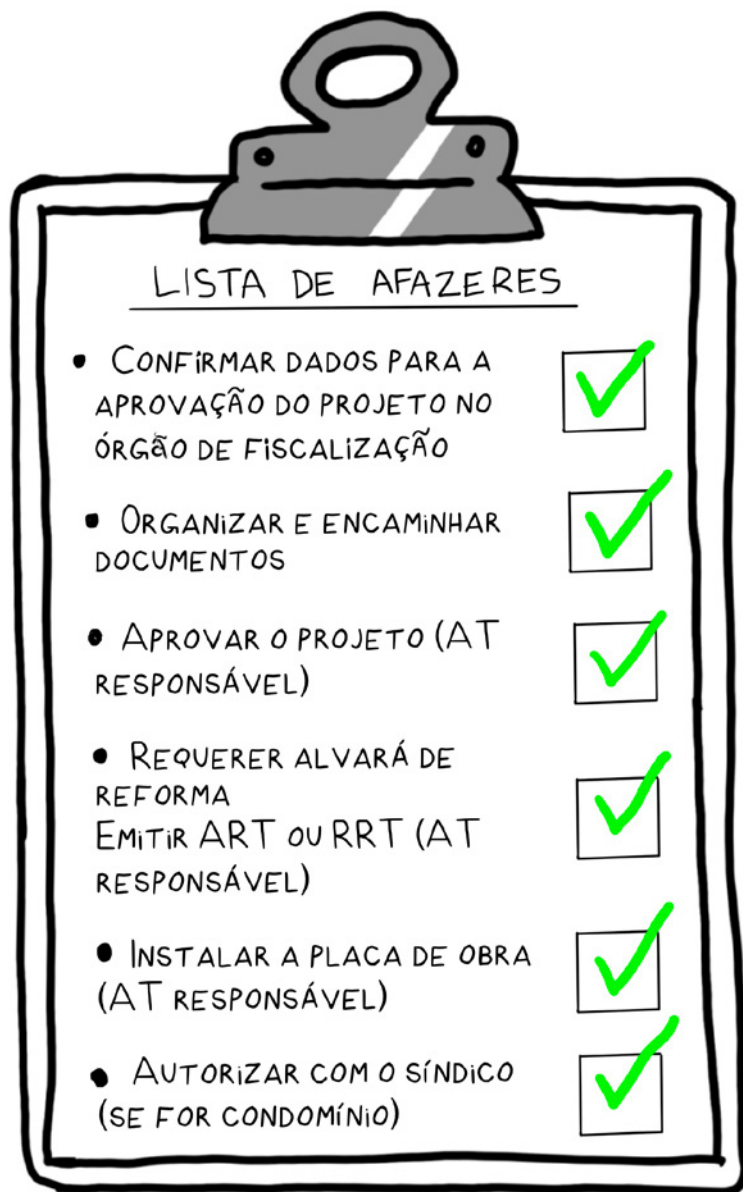 LISTA DE AFAZERES
• CONFIRMAR DADOS PARA A
APROVAÇÃO DO PROJETO NO
ÓRGÃO DE FISCALIZAÇÃO
• ORGANIZAR E ENCAMINHAR
DOCUMENTOS
• APROVAR O PROJETO (AT
RESPONSÁVEL)
• REQUERER ALVARÁ DE
REFORMA
EMITIR ART OU RRT (AT
RESPONSÁVEL)
• INSTALAR A PLACA DE OBRA
(AT RESPONSÁVEL)
• AUTORIZAR COM O SÍNDICO
(SE FOR CONDOMÍNIO)